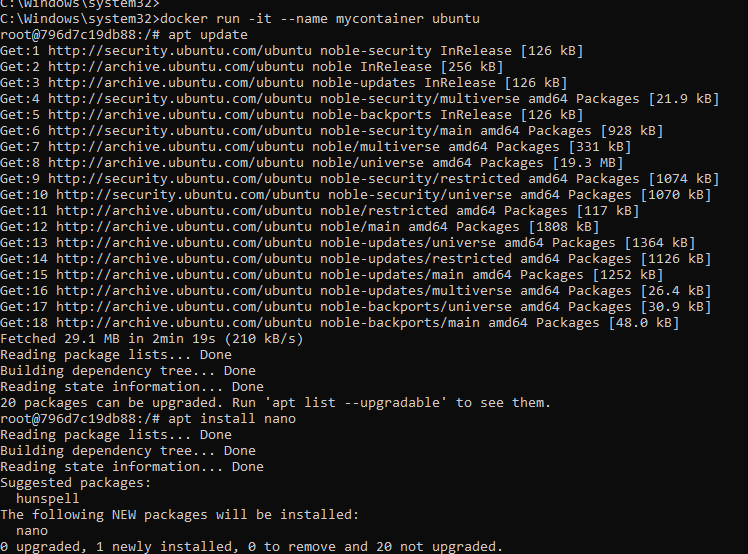 C:\Windows\system32>
C:\Windows\system32>docker run -it --name mycontainer ubuntu
root@796d7c19db88:/# apt update
Get:1 http://security.ubuntu.com/ubuntu noble-security InRelease [126 kB]
Get:2 http://archive.ubuntu.com/ubuntu noble InRelease [256 kB]
Get:3 http://archive.ubuntu.com/ubuntu noble-updates InRelease [126 kB]
Get:4 http://security.ubuntu.com/ubuntu noble-security/multiverse amd64 Packages [21.9 kB]
Get:5 http://archive.ubuntu.com/ubuntu noble-backports InRelease [126 kB]
Get:6 http://security.ubuntu.com/ubuntu noble-security/main amd64 Packages [928 kB]
Get:7 http://archive.ubuntu.com/ubuntu noble/multiverse amd64 Packages [331 kB]
Get:8 http://archive.ubuntu.com/ubuntu noble/universe amd64 Packages [19.3 MB]
Get:9 http://security.ubuntu.com/ubuntu noble-security/restricted amd64 Packages [1074 kB]
Get:10 http://security.ubuntu.com/ubuntu noble-security/universe amd64 Packages [1070 kB]
Get:11 http://archive.ubuntu.com/ubuntu noble/restricted amd64 Packages [117 kB]
Get:12 http://archive.ubuntu.com/ubuntu noble/main amd64 Packages [1808 kB]
Get:13 http://archive.ubuntu.com/ubuntu noble-updates/universe amd64 Packages [1364 kB]
Get:14 http://archive.ubuntu.com/ubuntu noble-updates/restricted amd64 Packages [1126 kB]
Get:15 http://archive.ubuntu.com/ubuntu noble-updates/main amd64 Packages [1252 kB]
Get:16 http://archive.ubuntu.com/ubuntu noble-updates/multiverse amd64 Packages [26.4 kB]
Get:17 http://archive.ubuntu.com/ubuntu noble-backports/universe amd64 Packages [30.9 kB]
Get:18 http://archive.ubuntu.com/ubuntu noble-backports/main amd64 Packages [48.0 kB]
Fetched 29.1 MB in 2min 19s (210 kB/s)
Reading package lists... Done
Building dependency tree... Done
Reading state information... Done
20 packages can be upgraded. Run 'apt list --upgradable' to see them.
root@796d7c19db88:/# apt install nano
Reading package lists... Done
Building dependency tree... Done
Reading state information... Done
Suggested packages:
  hunspell
The following NEW packages will be installed:
  nano
0 upgraded, 1 newly installed, 0 to remove and 20 not upgraded.